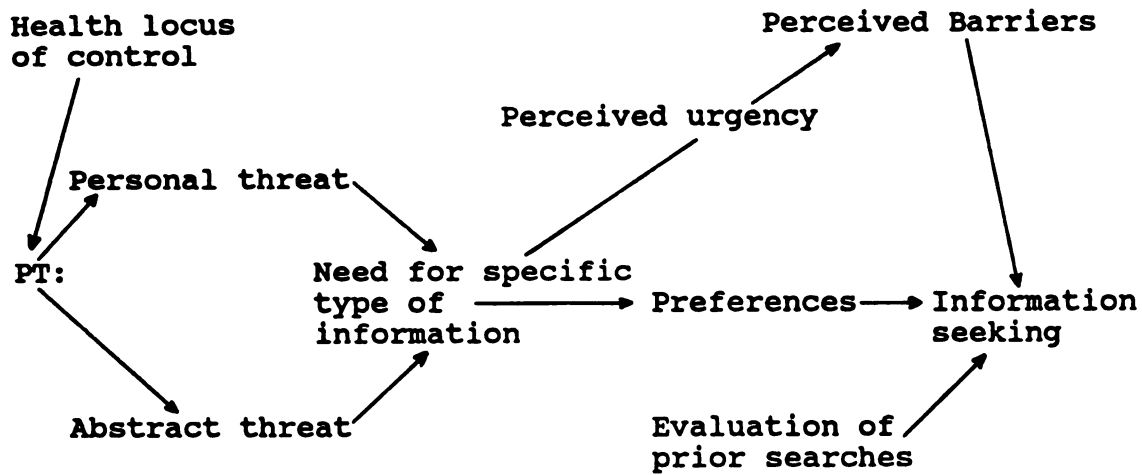 Health locus
of control
Perceived Barriers
Perceived urgency
Personal threat
PT:
Need for specific
type of
information
Preferences
Information
seeking
Abstract threat
Evaluation of
prior searches